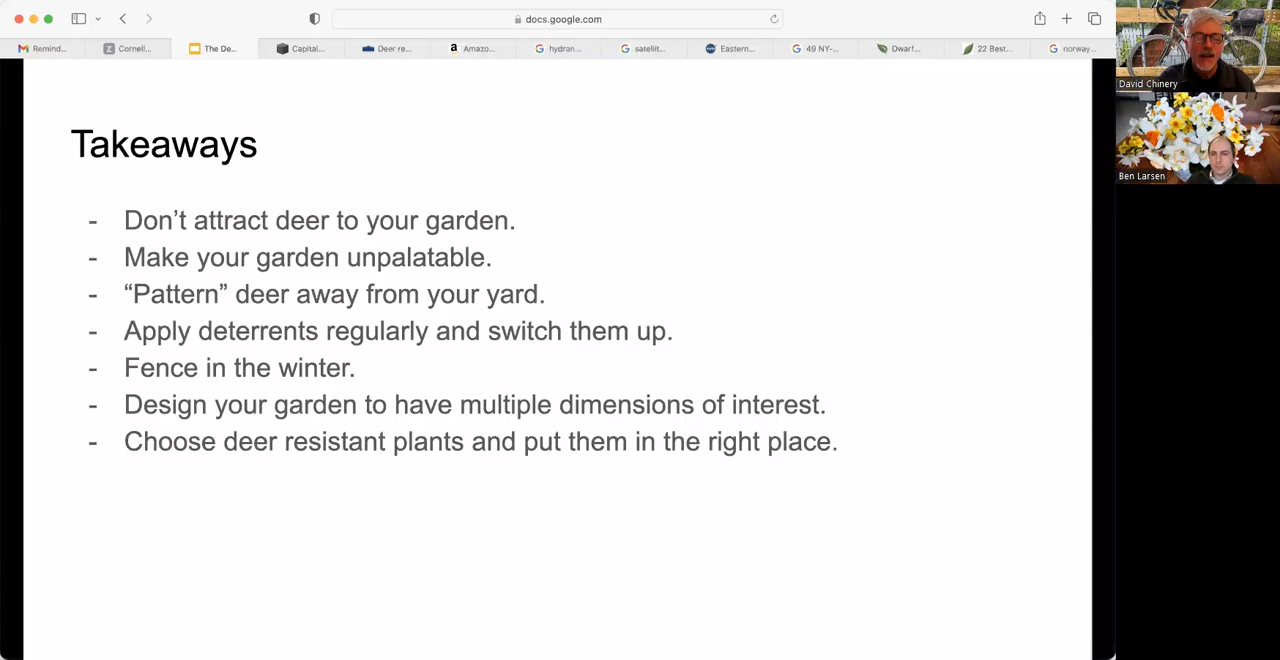 docs.google.com
Remind...
Cornell...
The De...
Capital...
Deer re...
Amazo...
hydran...
satellit...
Eastern...
49 NY-...
Dwarf...
22 Best...
norway...
David Chinery
Ben Larsen
Takeaways
- Don’t attract deer to your garden.
- Make your garden unpalatable.
- “Pattern” deer away from your yard.
- Apply deterrents regularly and switch them up.
- Fence in the winter.
- Design your garden to have multiple dimensions of interest.
- Choose deer resistant plants and put them in the right place.